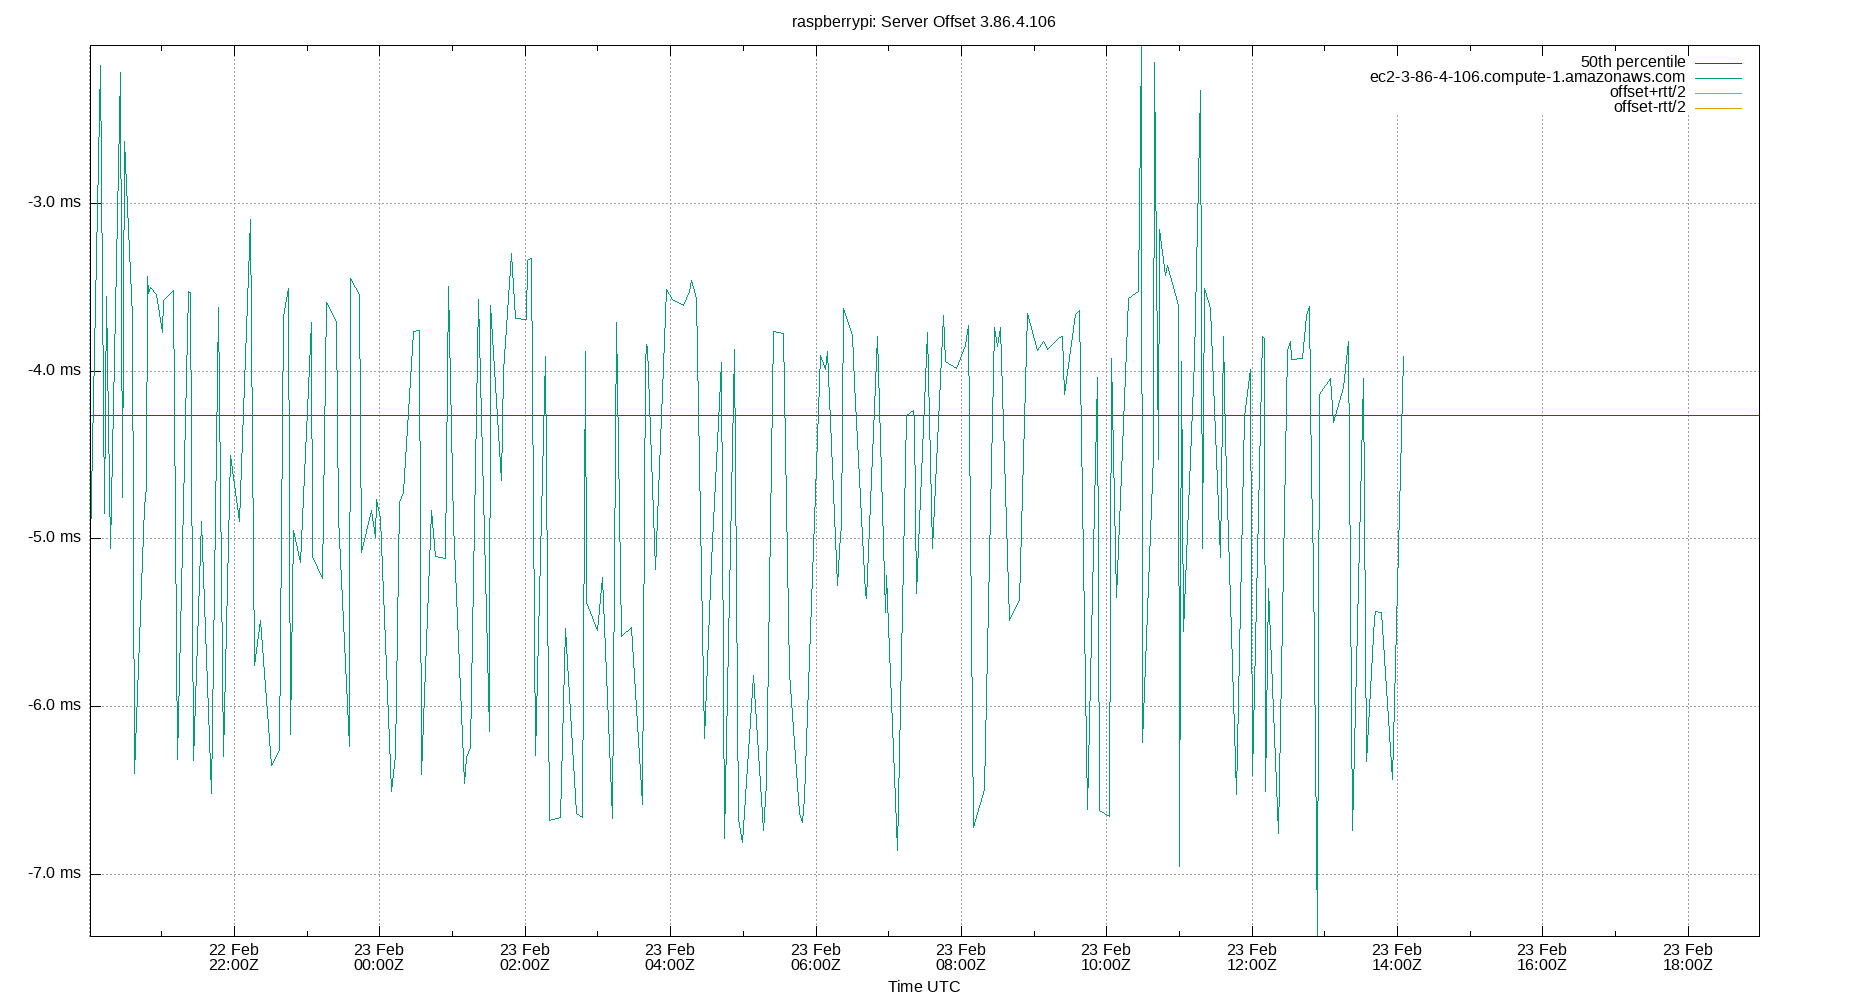 raspberrypi: Server Offset 3.86.4.106
50th percentile
ec2-3-86-4-106.compute-1.amazonaws.com
offset+rtt/2
offset-rtt/2
-3.0 ms
-4.0 ms
-5.0 ms
-6.0 ms
-7.0 ms
22 Feb 23 Feb 23 Feb 23 Feb 23 Feb 23 Feb 23 Feb 23 Feb 23 Feb 23 Feb 23 Feb
22:00Z 00:00Z 02:00Z 04:00Z 06:00Z 08:00Z 10:00Z 12:00Z 14:00Z 16:00Z 18:00Z
Time UTC